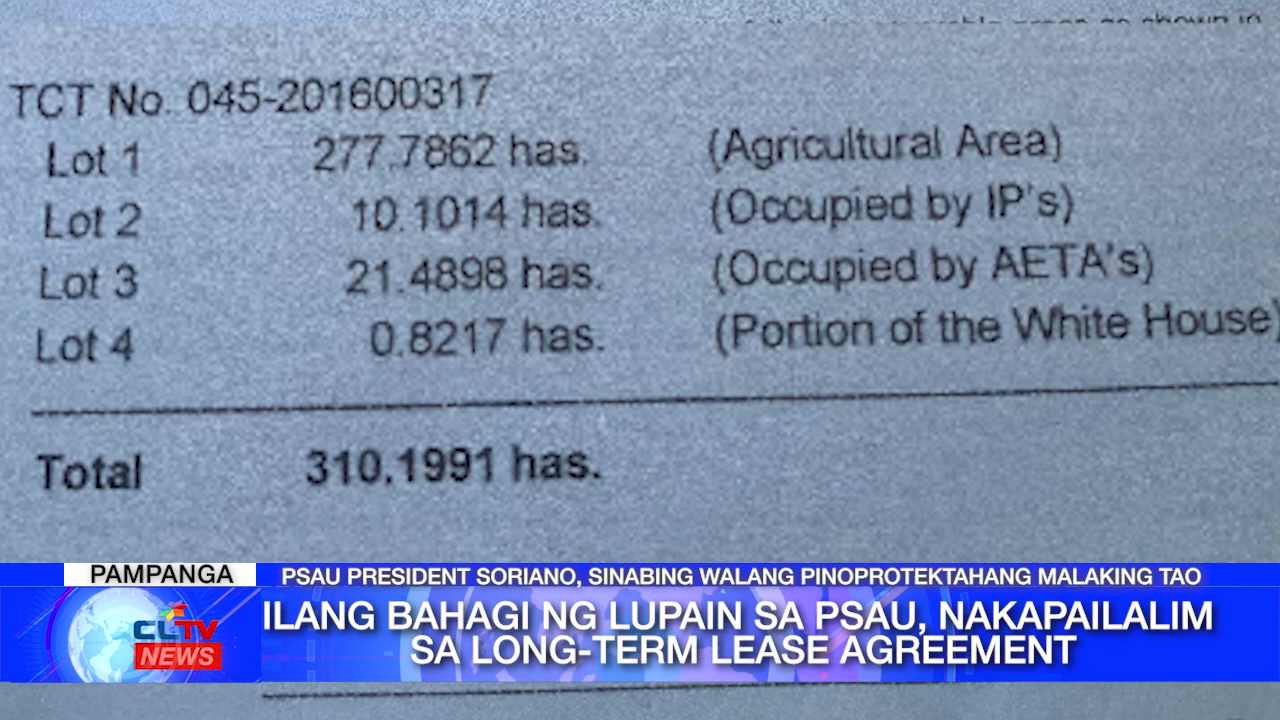 TCT No. 045-201600317
Lot 1 277.7862 has. (Agricultural Area)
Lot 2 10.1014 has. (Occupied by IP's)
Lot 3 21.4898 has. (Occupied by AETA's)
Lot 4 0.8217 has. (Portion of the White House)
Total 310.1991 has.
PAMPANGA
PSAU PRESIDENT SORIANO, SINABING WALANG PINOPROTEKTAHANG MALAKING TAO
CLTV
NEWS
ILANG BAHAGI NG LUPAIN SA PSAU, NAKAPAILALIM
SA LONG-TERM LEASE AGREEMENT